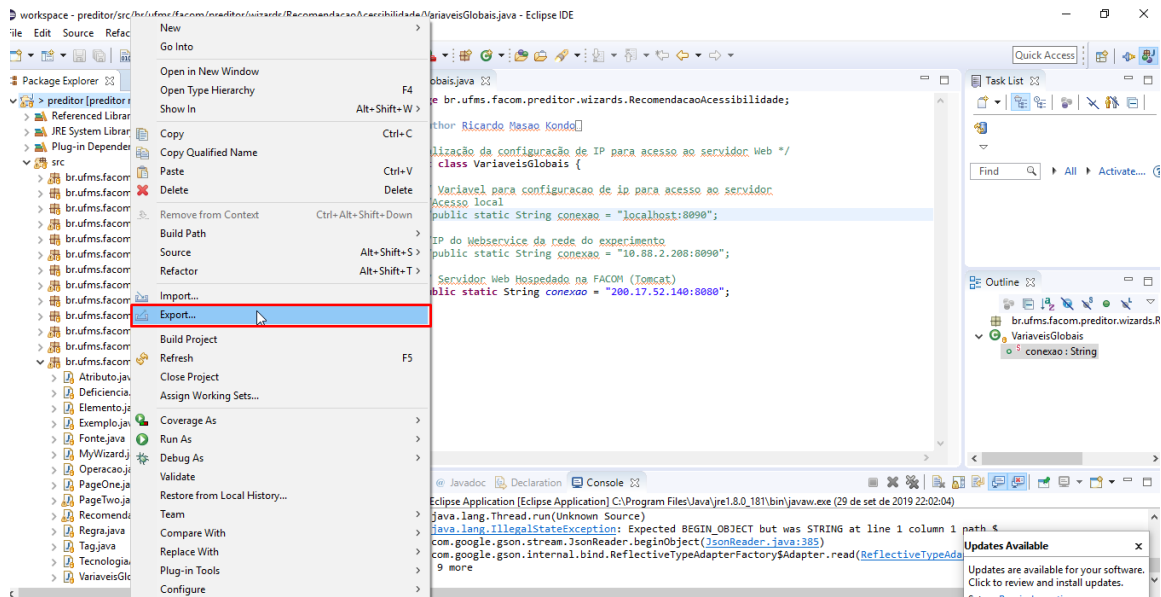 workspace - preditor/src/br/ufms/facom/preditor/wizards/RecomendacaoAcessibilidade/VariaveisGlobais.java - Eclipse IDE
File Edit Source Refac
Quick Access
Package Explorer
> preditor [preditor
Referenced Librar
JRE System Librar
Plug-in Depender
src
br.ufms.facom
br.ufms.facom
br.ufms.facom
br.ufms.facom
br.ufms.facom
br.ufms.facom
br.ufms.facom
br.ufms.facom
br.ufms.facom
br.ufms.facom
br.ufms.facom
br.ufms.facom
br.ufms.facom
Atributo.jav
Deficiencia.
Elemento.ja
Exemplo.jav
Fonte.java
MyWizard.j
Operacao.ja
PageOne.ja
PageTwo.ja
Recomenda
Regra.java
Tag.java
Tecnologia
VariaveisGlo
New
Go Into
Open in New Window
Open Type Hierarchy F4
Show In Alt+Shift+W >
Copy Ctrl+C
Copy Qualified Name
Paste Ctrl+V
Delete Delete
Remove from Context Ctrl+Alt+Shift+Down
Build Path
Source Alt+Shift+S >
Refactor Alt+Shift+T >
Import...
Export...
Build Project
Refresh F5
Close Project
Assign Working Sets...
Coverage As
Run As
Debug As
Validate
Restore from Local History...
Team
Compare With
Replace With
Plug-in Tools
Configure
obais.java
e br.ufms.facom.preditor.wizards.RecomendacaoAcessibilidade;
thor Ricardo Masao Kondo
lização da configuração de IP para acesso ao servidor Web */
class VariaveisGlobais {
Variavel para configuracao de ip para acesso ao servidor
Acesso local
public static String conexao = "localhost:8090";
IP do Webservice da rede do experimento
public static String conexao = "10.88.2.208:8090";
Servidor Web Hospedado na FACOM (Tomcat)
blic static String conexao = "200.17.52.140:8080";
Task List
Find All Activate...
Outline
br.ufms.facom.preditor.wizards.R
VariaveisGlobais
conexao : String
@ Javadoc Declaration Console
Eclipse Application [Eclipse Application] C:\Program Files\Java\jre1.8.0_181\bin\javaw.exe (29 de set de 2019 22:02:04)
java.lang.Thread.run(Unknown Source)
java.lang.IllegalStateException: Expected BEGIN_OBJECT but was STRING at line 1 column 1 path $
com.google.gson.stream.JsonReader.beginObject(JsonReader.java:385)
com.google.gson.internal.bind.ReflectiveTypeAdapterFactory$Adapter.read(ReflectiveTypeAda
9 more
Updates Available x
Updates are available for your software.
Click to review and install updates.